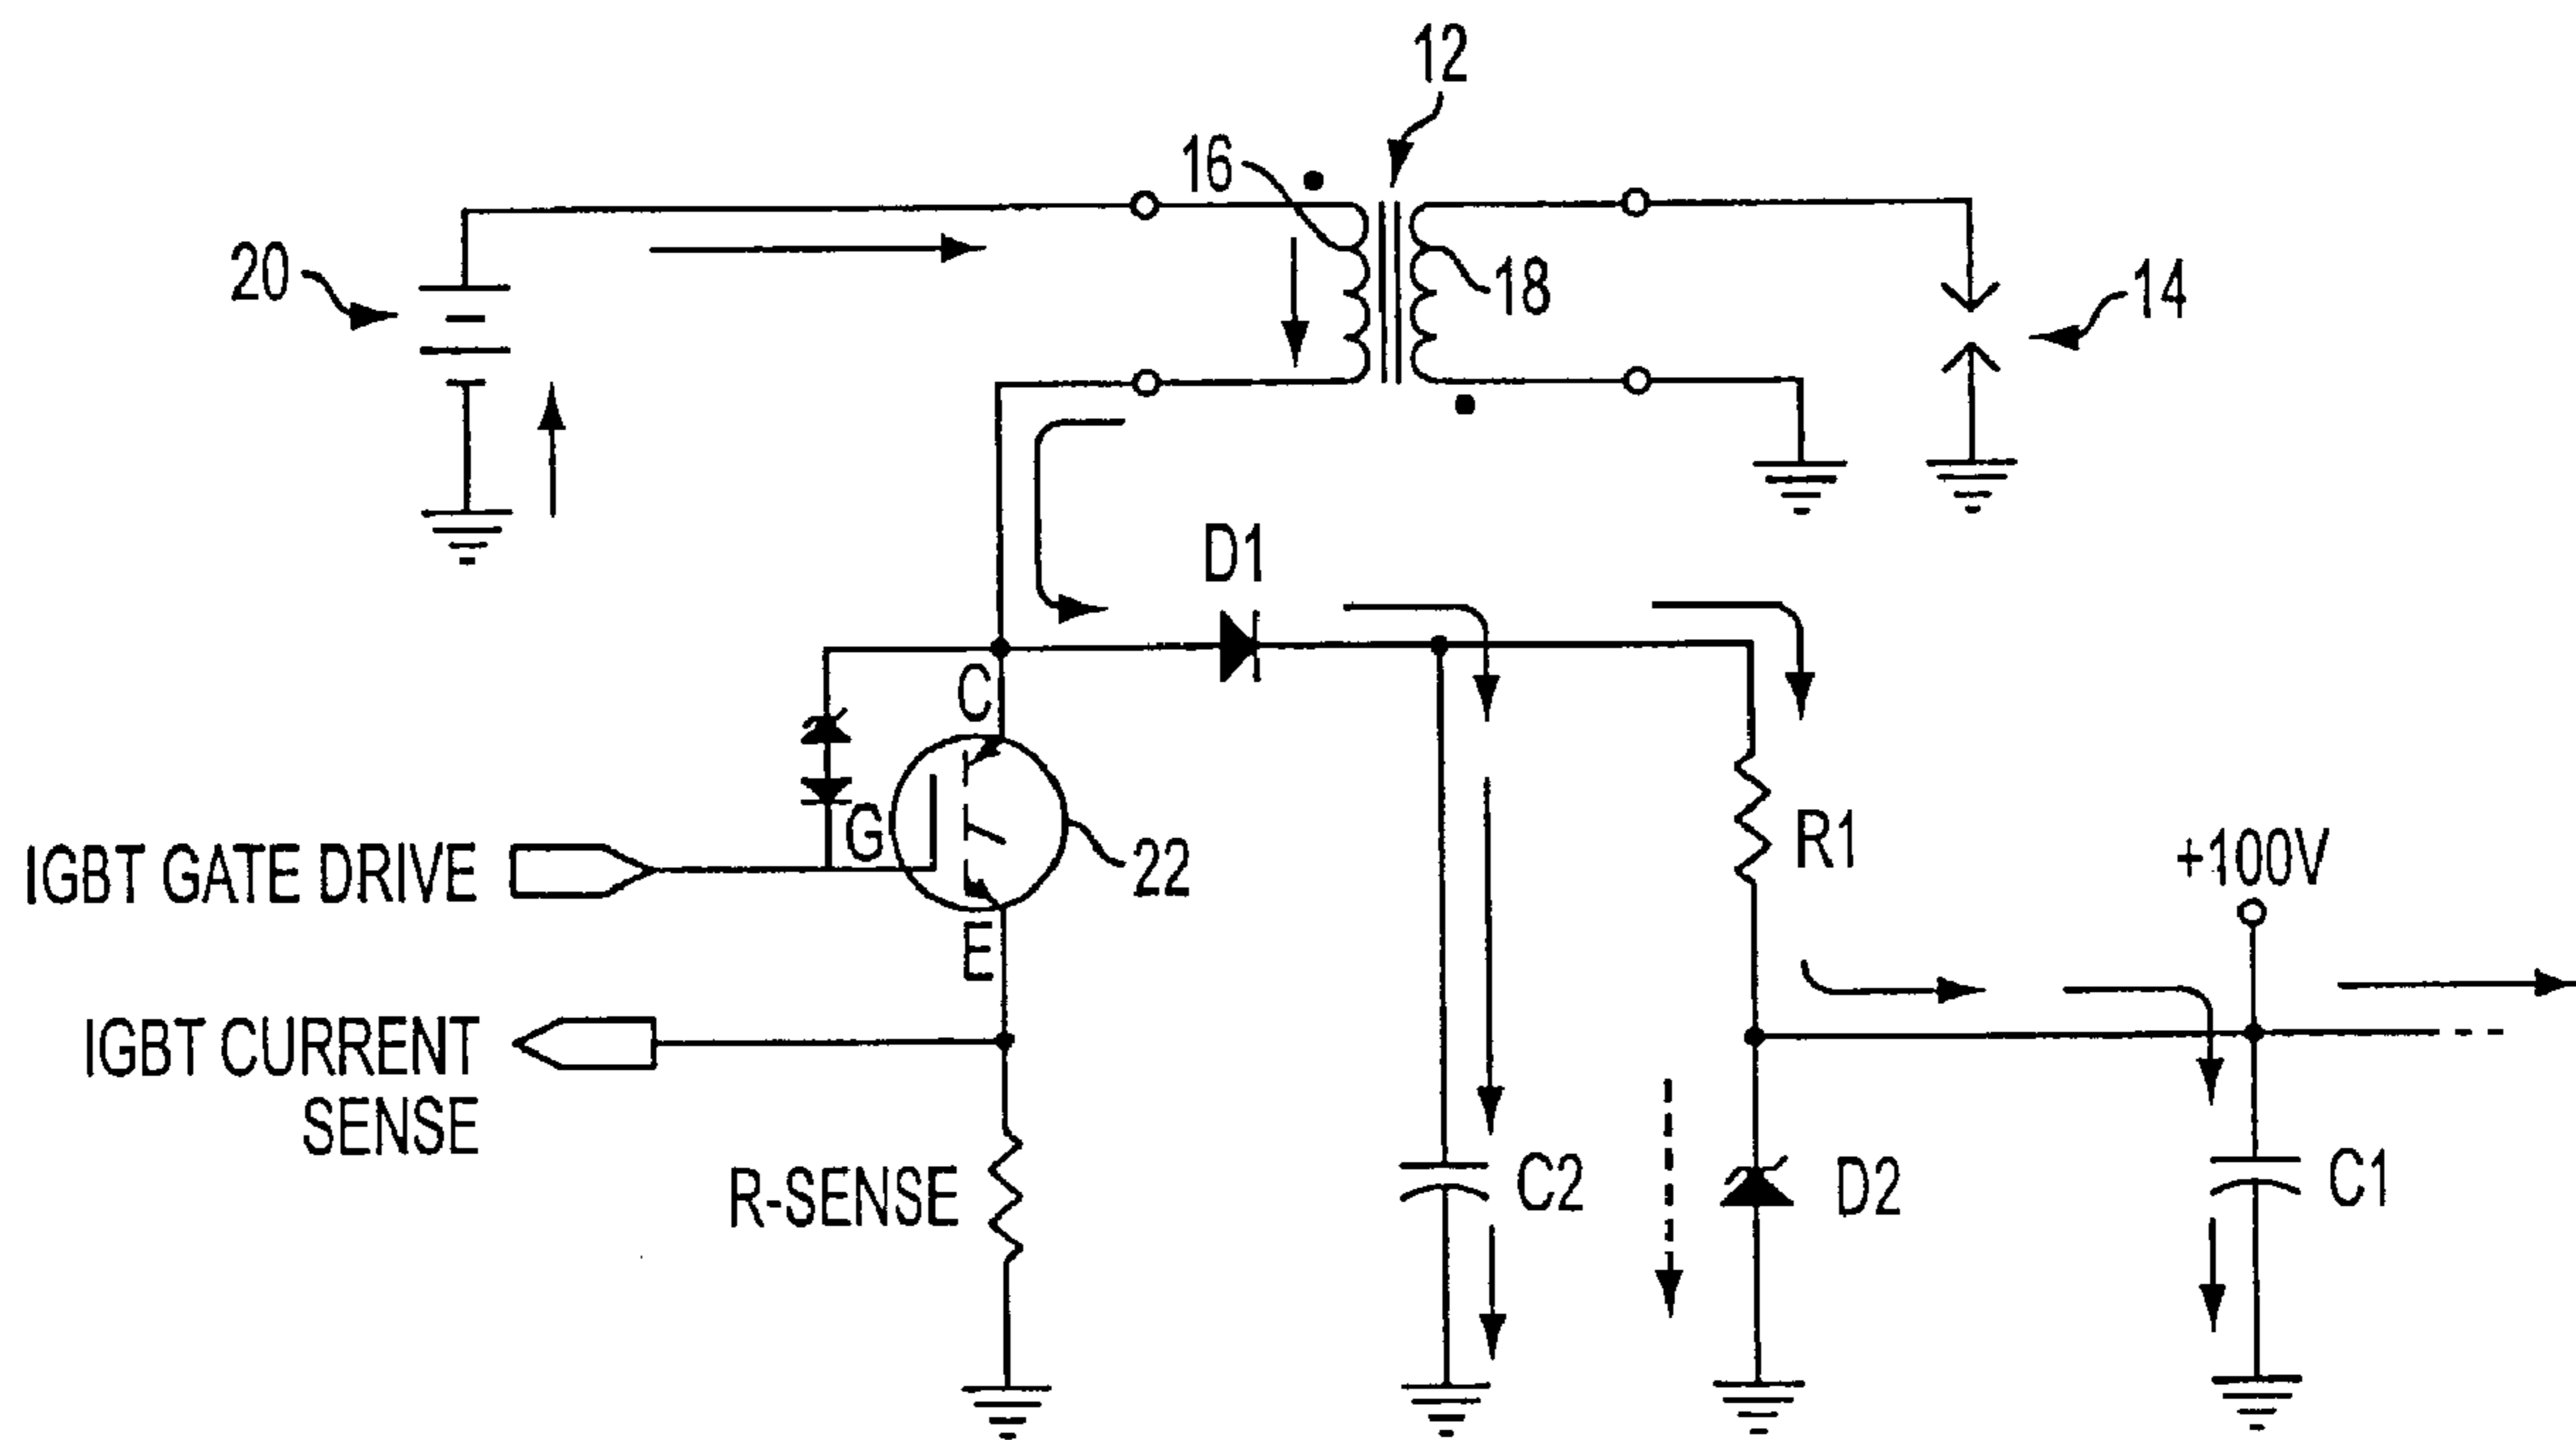 12
16
18
20
14
D1
C
G
22
IGBT GATE DRIVE
R1
+100V
E
IGBT CURRENT
SENSE
R-SENSE
C2
D2
C1